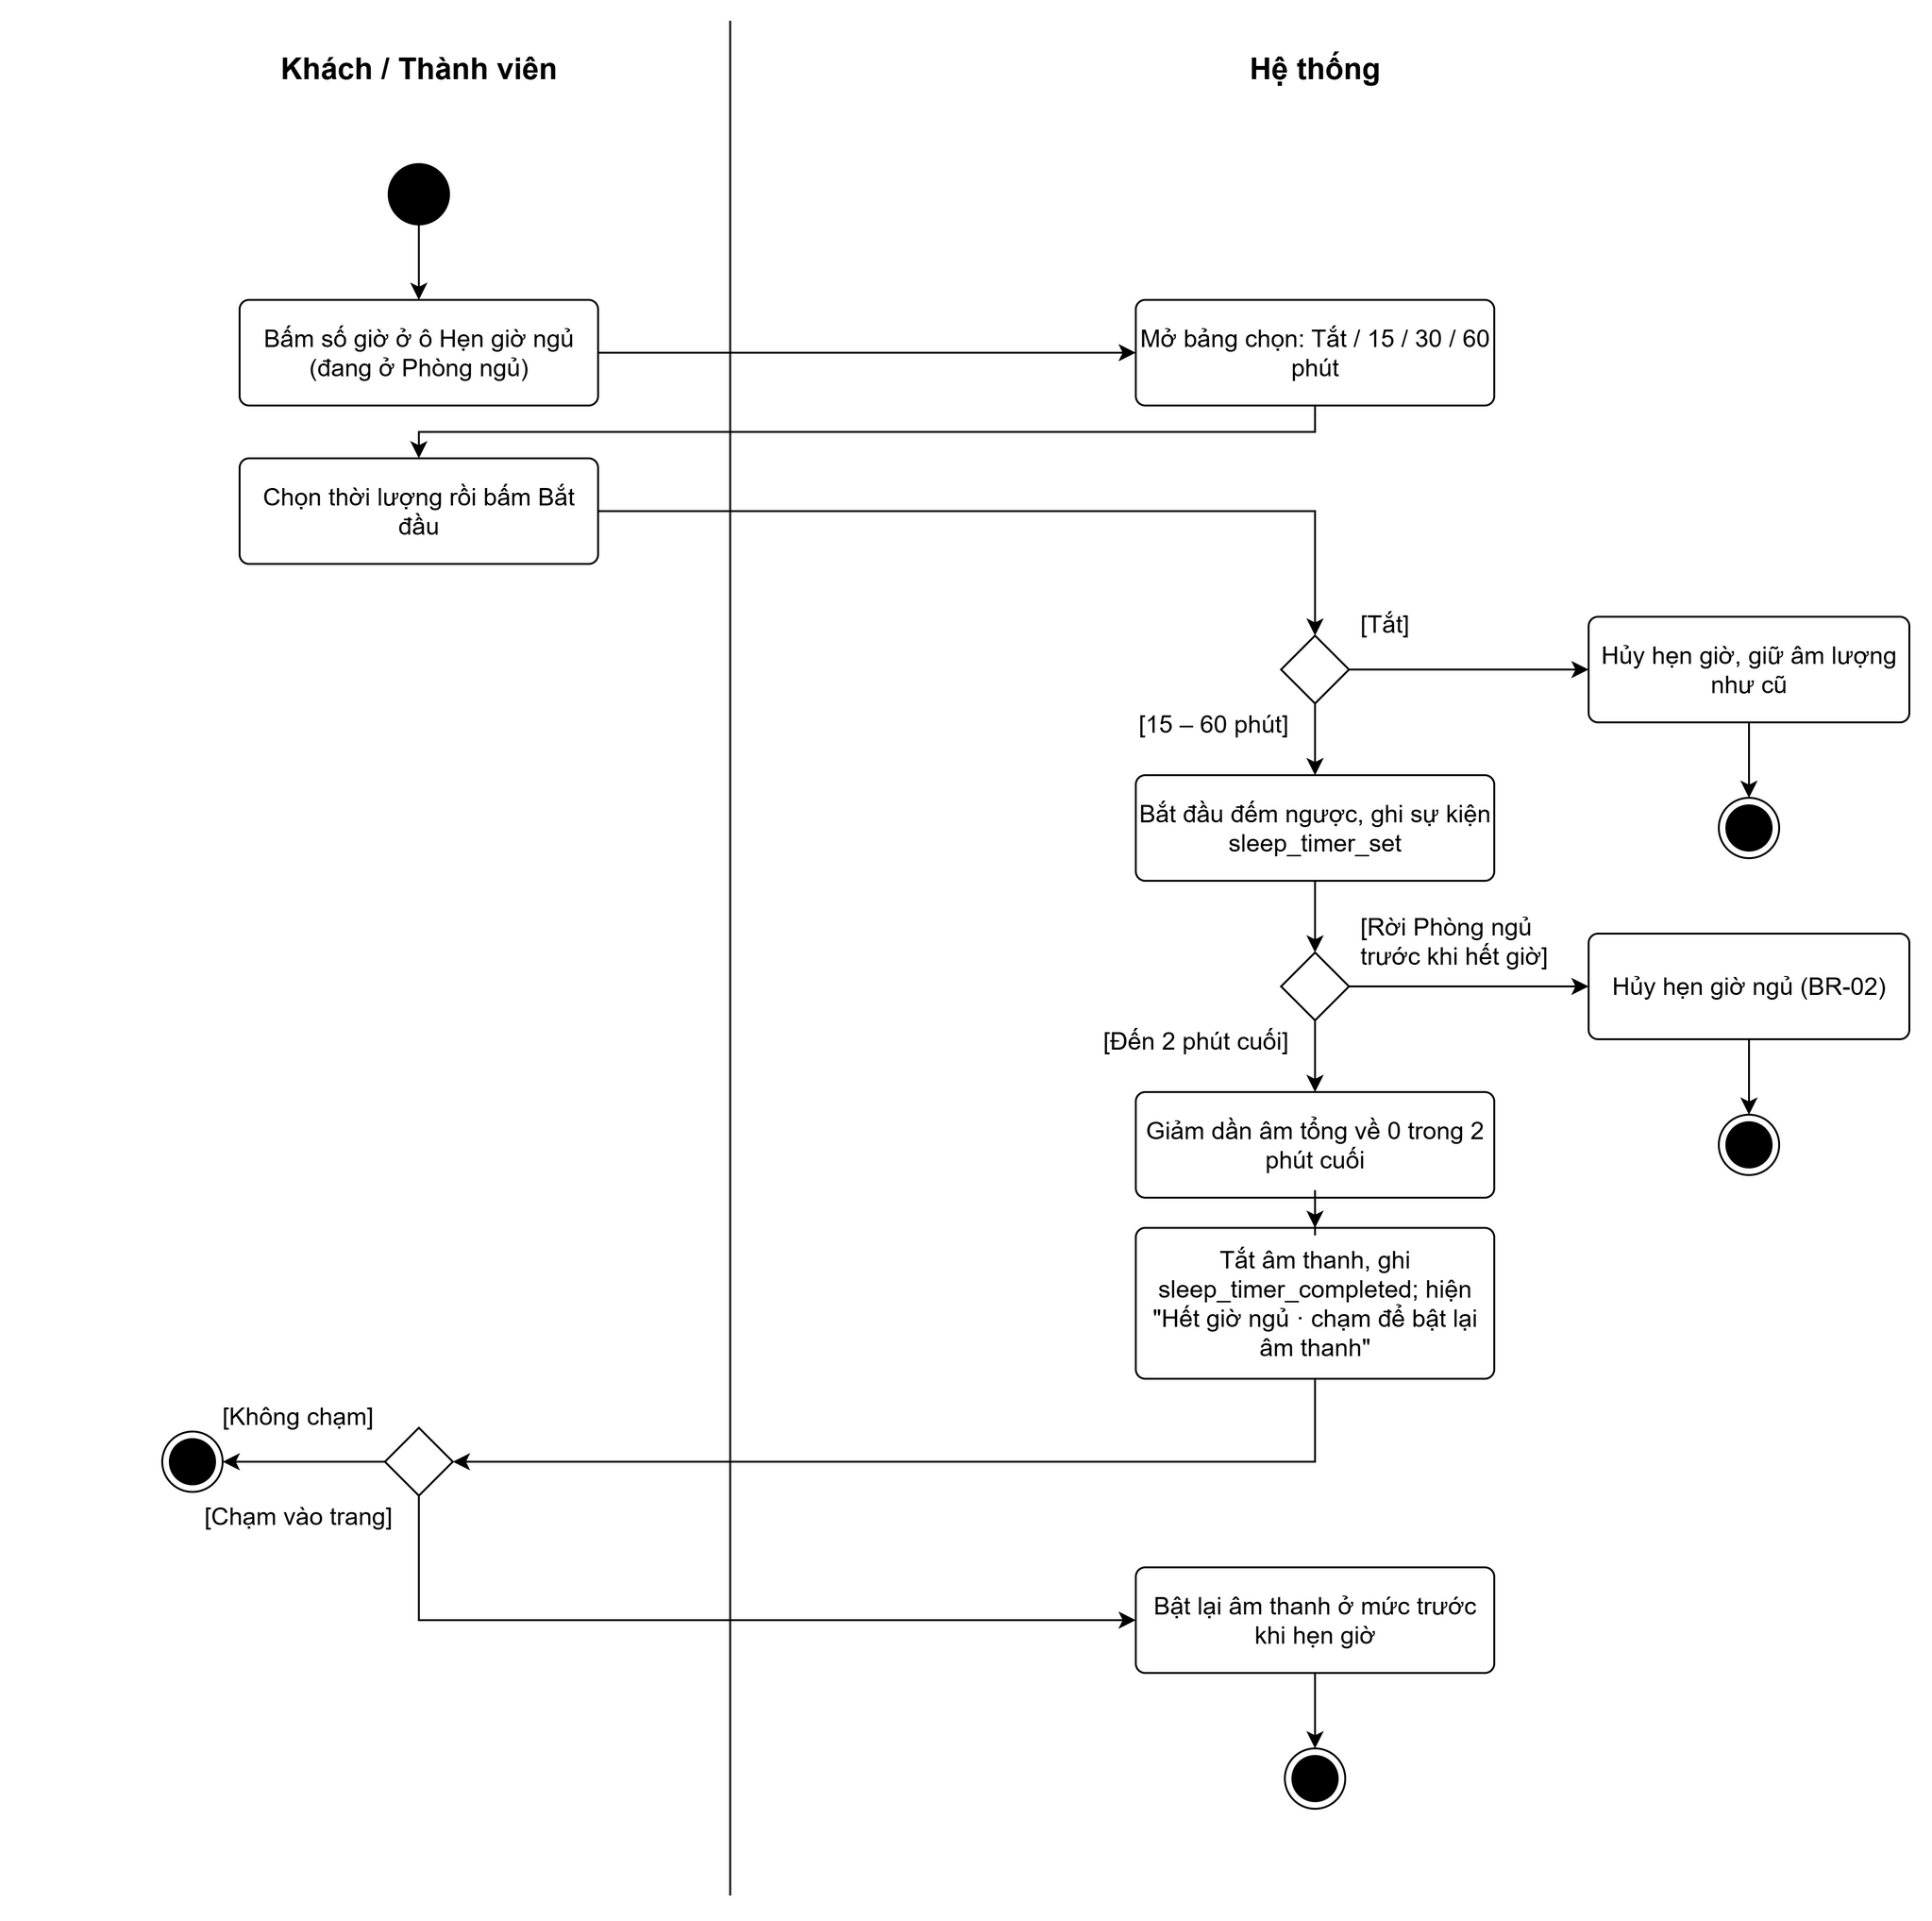 Khách / Thành viên
Hệ thống
Bấm số giờ ở ô Hẹn giờ ngủ
(đang ở Phòng ngủ)
Mở bảng chọn: Tắt / 15 / 30 / 60
phút
Chọn thời lượng rồi bấm Bắt
đầu
[Tắt]
Hủy hẹn giờ, giữ âm lượng
như cũ
[15 – 60 phút]
Bắt đầu đếm ngược, ghi sự kiện
sleep_timer_set
[Rời Phòng ngủ
trước khi hết giờ]
Hủy hẹn giờ ngủ (BR-02)
[Đến 2 phút cuối]
Giảm dần âm tổng về 0 trong 2
phút cuối
Tắt âm thanh, ghi
sleep_timer_completed; hiện
"Hết giờ ngủ · chạm để bật lại
âm thanh"
[Không chạm]
[Chạm vào trang]
Bật lại âm thanh ở mức trước
khi hẹn giờ